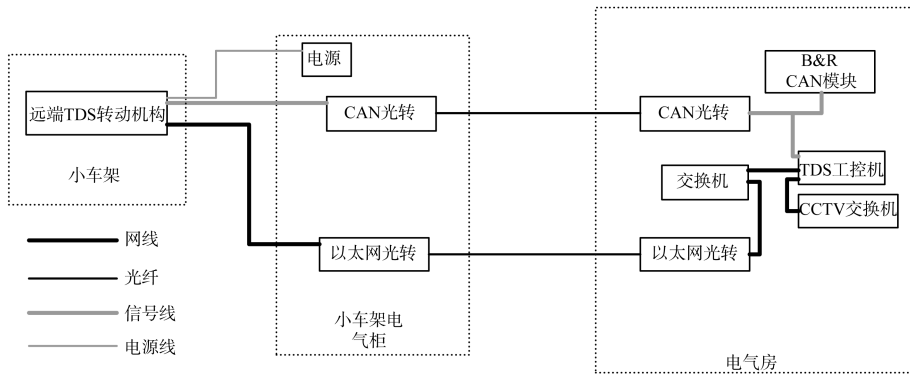 电源
B&R
CAN模块
远端TDS转动机构
CAN光转
CAN光转
小车架
交换机
TDS工控机
CCTV交换机
网线
以太网光转
以太网光转
光纤
信号线
小车架电
气柜
电源线
电气房